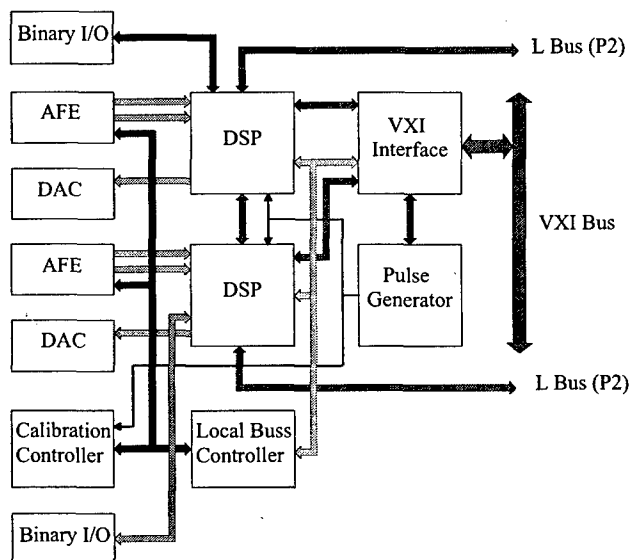 Binary I/O
L Bus (P2)
AFE
DSP
VXI
Interface
DAC
VXI Bus
AFE
DSP
Pulse
Generator
DAC
L Bus (P2)
Calibration
Controller
Local Buss
Controller
Binary I/O